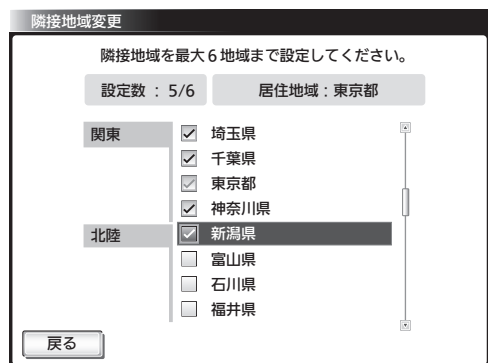 隣接地域変更
隣接地域を最大6地域まで設定してください。
設定数 : 5/6 居住地域 : 東京都
関東 埼玉県
千葉県
東京都
神奈川県
北陸 新潟県
富山県
石川県
福井県
戻る